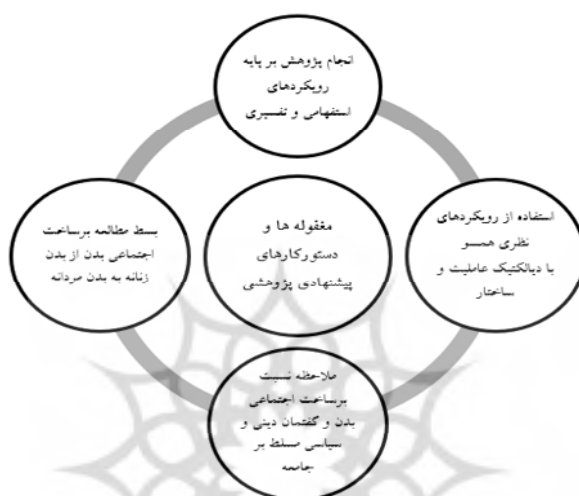 انجام پژوهش بر پایه
رویکردهای
استفهامی و تفسیری
استفاده از رویکردهای
نظری همسو
با دیالکتیک عاملیت و
ساختار
مغقوله ها و
دستورکارهای
پیشنهادی پژوهشی
بسط مطالعه برساخت
اجتماعی بدن از بدن
زنانه به بدن مردانه
ملاحظه نسبت
برساخت اجتماعی
بدن و گفتمان دینی و
سیاسی مسلط بر
جامعه